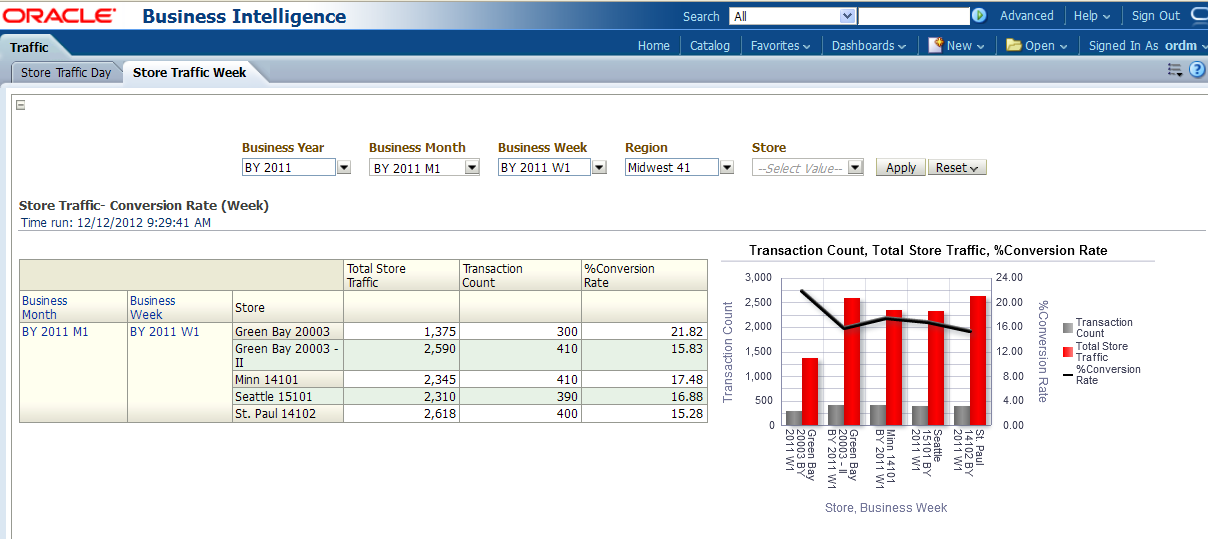 ORACLE Business Intelligence
Search All Advanced Help Sign Out
Traffic
Home Catalog Favorites Dashboards New Open Signed In As ordm
Store Traffic Day Store Traffic Week
Business Year Business Month Business Week Region Store
BY 2011 BY 2011 M1 BY 2011 W1 Midwest 41 --Select Value-- Apply Reset
Store Traffic- Conversion Rate (Week)
Time run: 12/12/2012 9:29:41 AM
Total Store
Traffic
Transaction
Count
%Conversion
Rate
Business
Month
Business
Week
Store
BY 2011 M1 BY 2011 W1 Green Bay 20003 1,375 300 21.82
Green Bay 20003 -
II
2,590 410 15.83
Minn 14101 2,345 410 17.48
Seattle 15101 2,310 390 16.88
St. Paul 14102 2,618 400 15.28
Transaction Count, Total Store Traffic, %Conversion Rate
Transaction Count
3,000
2,500
2,000
1,500
1,000
500
0
24.00
20.00
16.00
12.00
8.00
4.00
0.00
%Conversion Rate
Transaction
Count
Total Store
Traffic
%Conversion
Rate
Green Bay
20003 BY
2011 W1
Green Bay
20003 - II
BY 2011 W1
Minn 14101
BY 2011 W1
Seattle
15101 BY
2011 W1
St. Paul
14102 BY
2011 W1
Store, Business Week